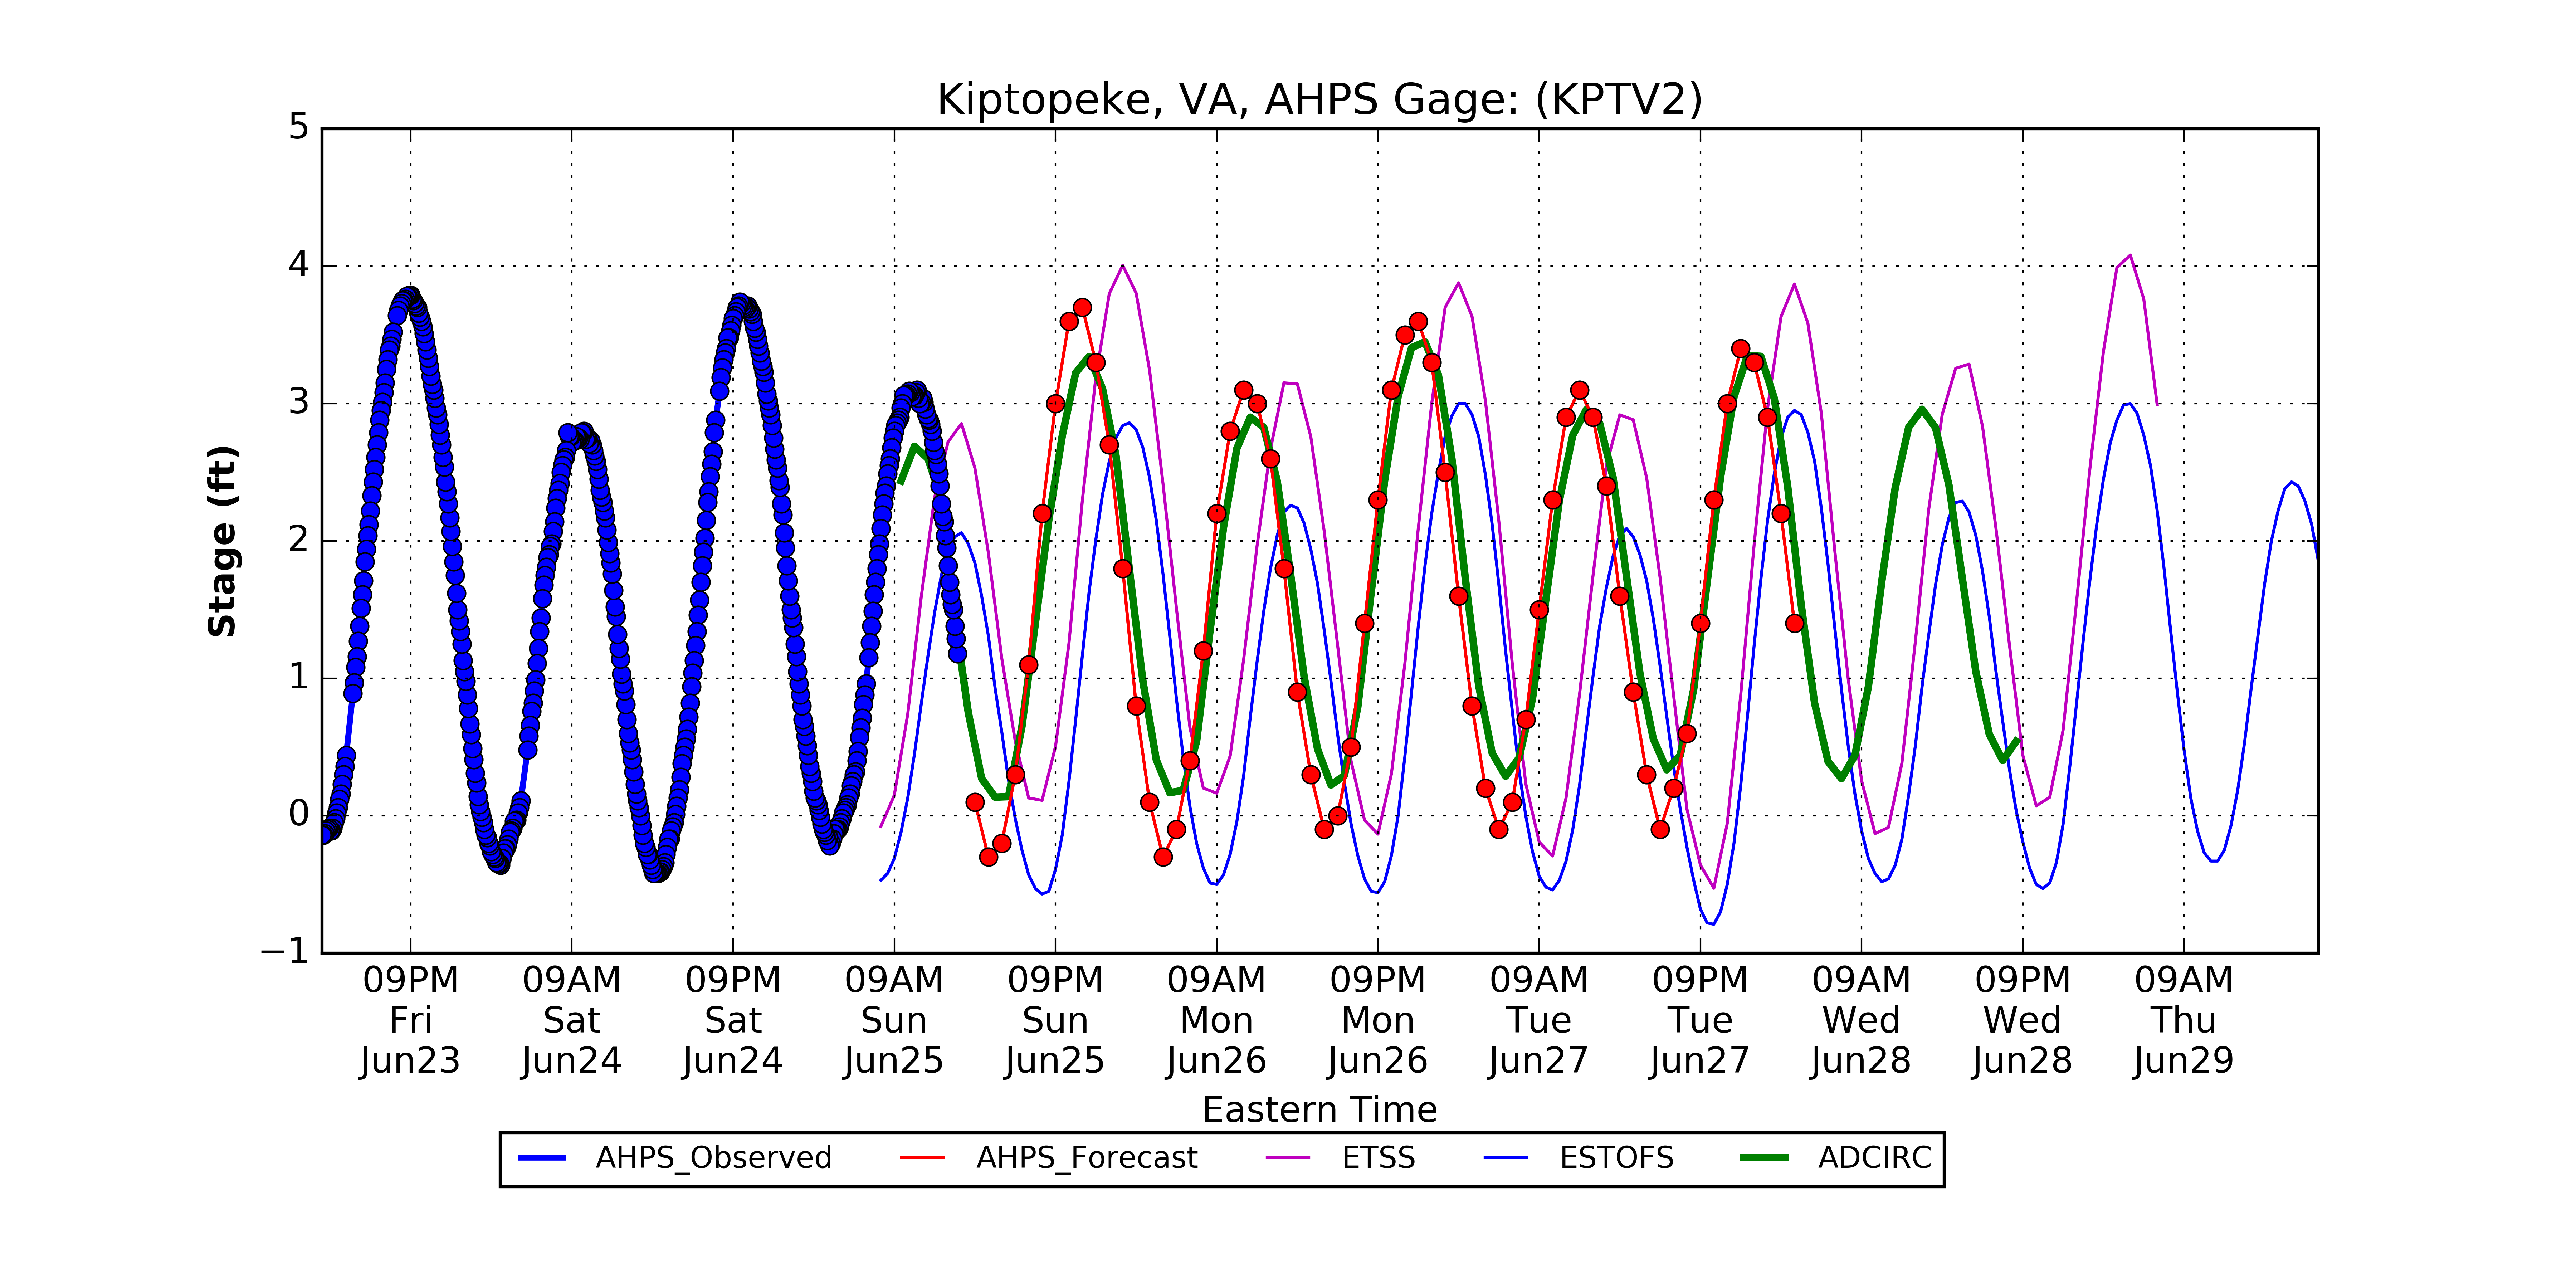 Kiptopeke, VA, AHPS Gage: (KPTV2)
5
4
3
2
1
0
−1
Stage (ft)
09PM 09AM 09PM 09AM 09PM 09AM 09PM 09AM 09PM 09AM 09PM 09AM
Fri Sat Sat Sun Sun Mon Mon Tue Tue Wed Wed Thu
Jun23 Jun24 Jun24 Jun25 Jun25 Jun26 Jun26 Jun27 Jun27 Jun28 Jun28 Jun29
Eastern Time
AHPS_Observed AHPS_Forecast ETSS ESTOFS ADCIRC